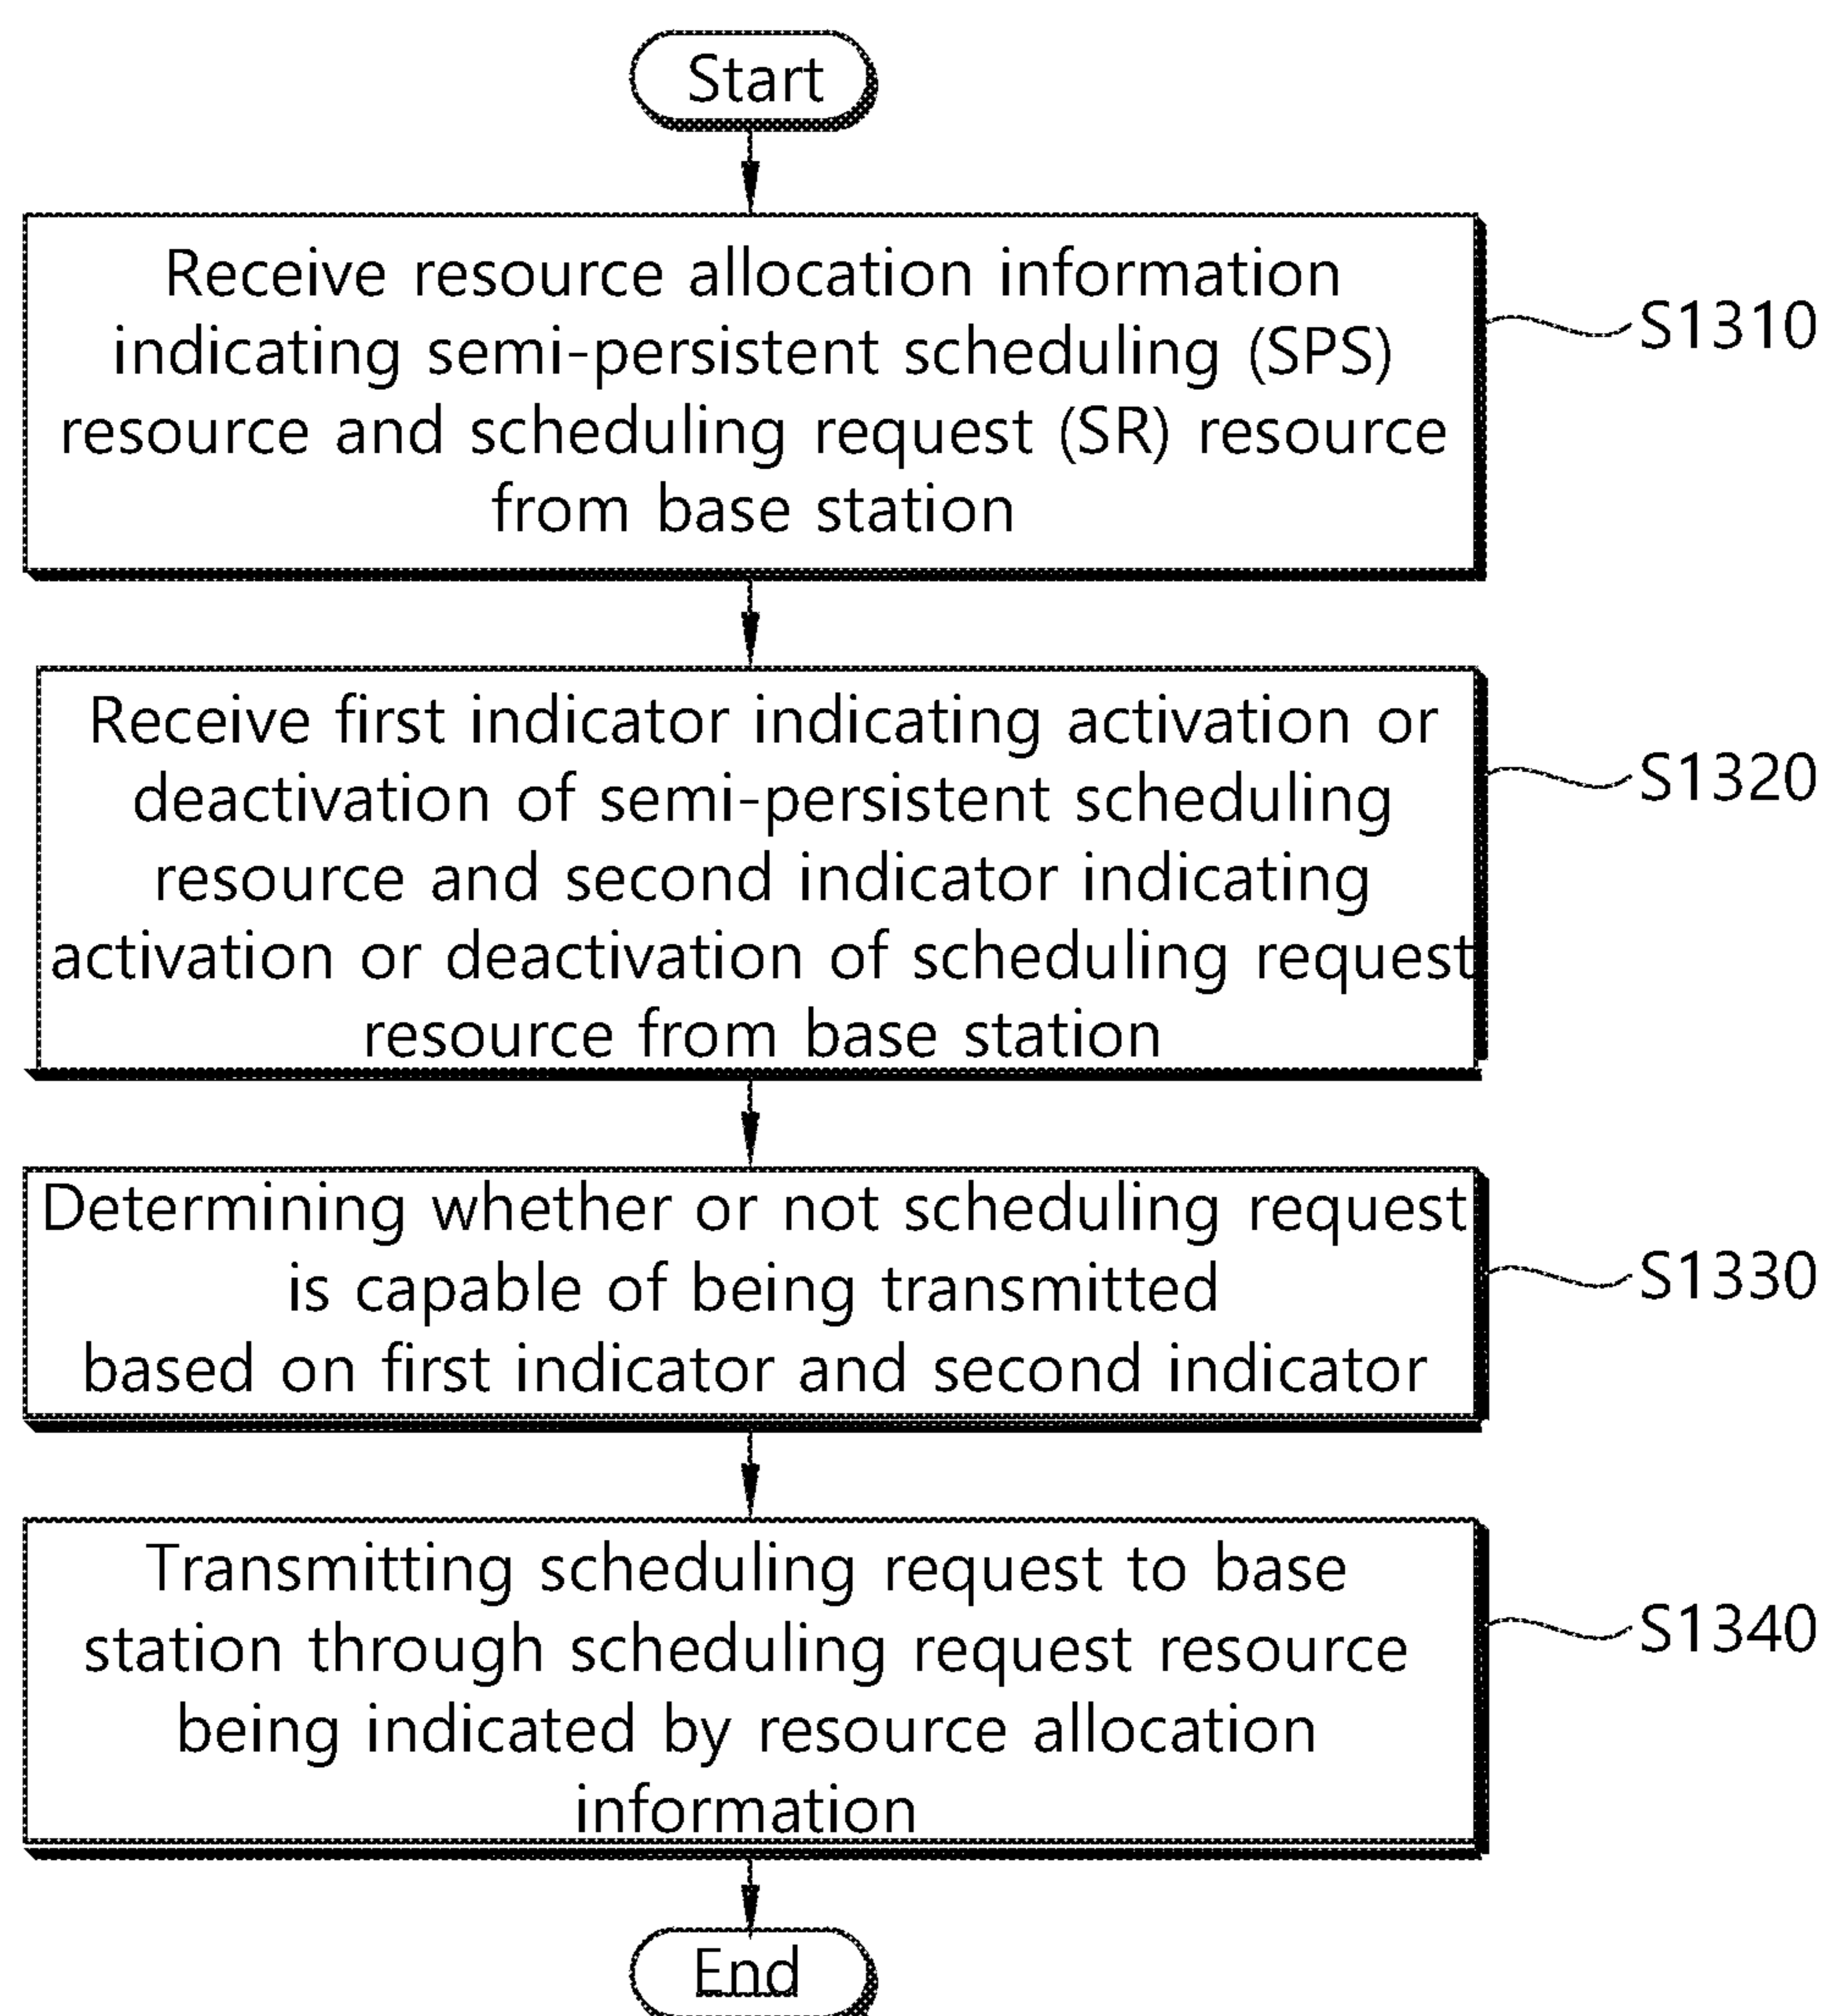 Start
Receive resource allocation information
indicating semi-persistent scheduling (SPS)
resource and scheduling request (SR) resource
from base station
S1310
Receive first indicator indicating activation or
deactivation of semi-persistent scheduling
resource and second indicator indicating
activation or deactivation of scheduling request
resource from base station
S1320
Determining whether or not scheduling request
is capable of being transmitted
based on first indicator and second indicator
S1330
Transmitting scheduling request to base
station through scheduling request resource
being indicated by resource allocation
information
S1340
End